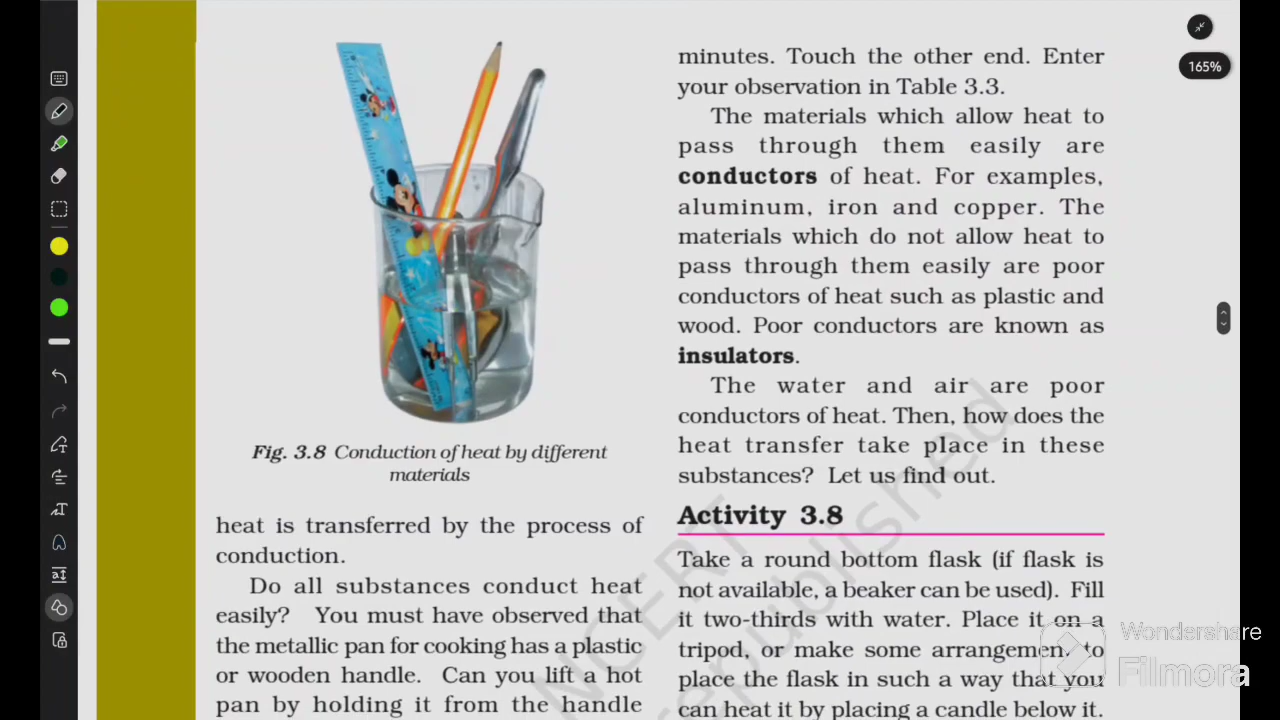 165%
Fig. 3.8 Conduction of heat by different
materials
heat is transferred by the process of
conduction.
Do all substances conduct heat
easily? You must have observed that
the metallic pan for cooking has a plastic
or wooden handle. Can you lift a hot
pan by holding it from the handle
minutes. Touch the other end. Enter
your observation in Table 3.3.
The materials which allow heat to
pass through them easily are
conductors of heat. For examples,
aluminum, iron and copper. The
materials which do not allow heat to
pass through them easily are poor
conductors of heat such as plastic and
wood. Poor conductors are known as
insulators.
The water and air are poor
conductors of heat. Then, how does the
heat transfer take place in these
substances? Let us find out.
Activity 3.8
Take a round bottom flask (if flask is
not available, a beaker can be used). Fill
it two-thirds with water. Place it on a
tripod, or make some arrangement to
place the flask in such a way that you
can heat it by placing a candle below it.
NCERT
republished
Wondershare
Filmora